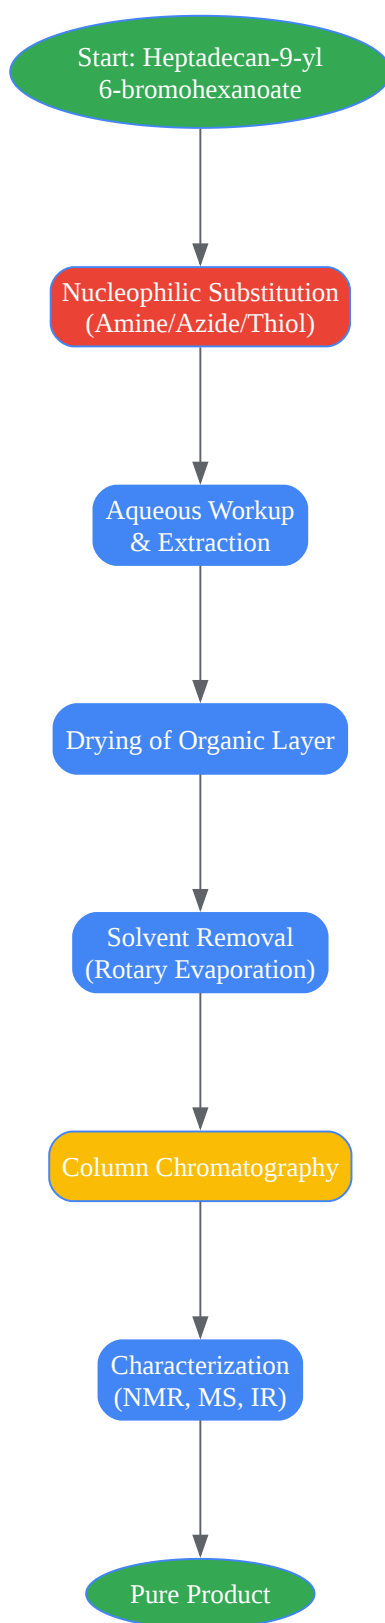 Start: Heptadecan-9-yl
6-bromohexanoate
Nucleophilic Substitution
(Amine/Azide/Thiol)
Aqueous Workup
& Extraction
Drying of Organic Layer
Solvent Removal
(Rotary Evaporation)
Column Chromatography
Characterization
(NMR, MS, IR)
Pure Product